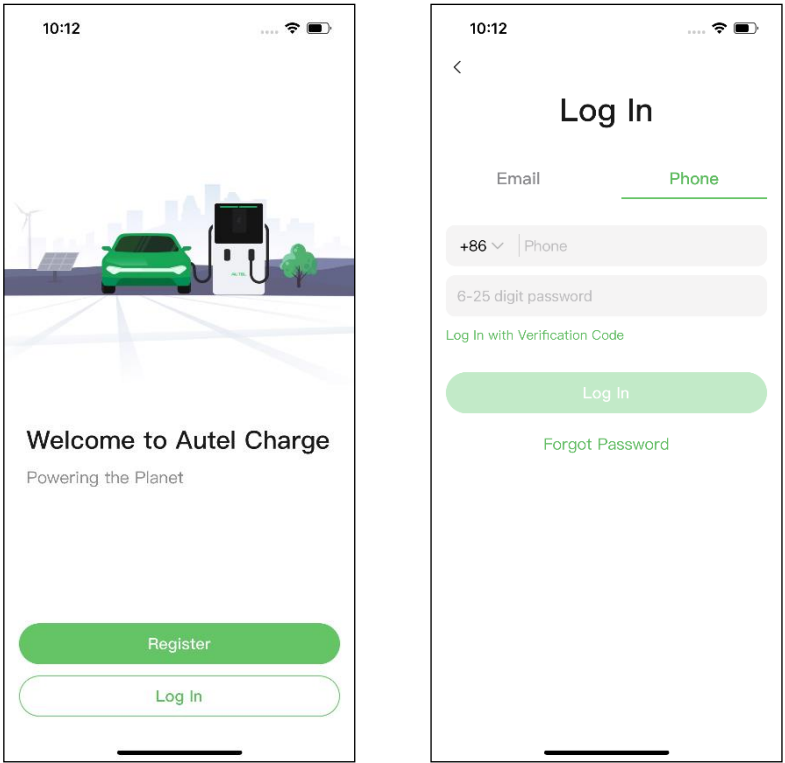 10:12
AUTEL
Welcome to Autel Charge
Powering the Planet
Register
Log In
10:12
Log In
Email
Phone
+86
Phone
6-25 digit password
Log In with Verification Code
Log In
Forgot Password